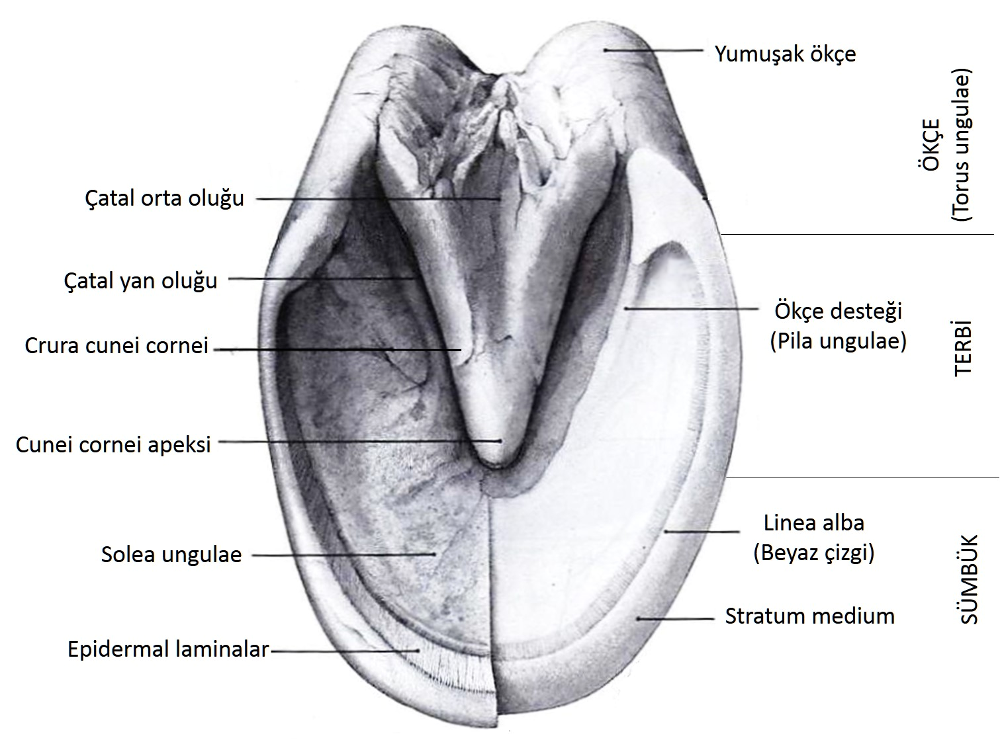 Yumuşak ökçe
ÖKÇE
(Torus ungulae)
Çatal orta oluğu
Çatal yan oluğu
Ökçe desteği
(Pila ungulae)
TERBİ
Crura cunei cornei
Cunei cornei apeksi
Linea alba
(Beyaz çizgi)
SÜMBÜK
Solea ungulae
Stratum medium
Epidermal laminalar